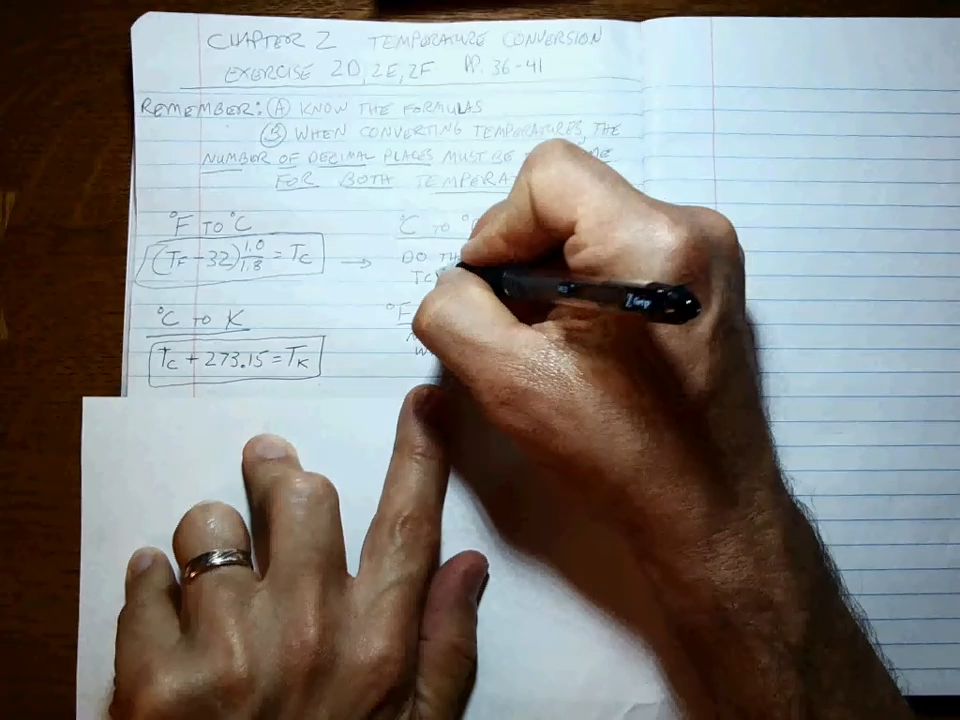 CHAPTER 2 TEMPERATURE CONVERSION
EXERCISE 2D, 2E, 2F PP. 36-41
REMEMBER: Ⓐ KNOW THE FORMULAS
Ⓑ WHEN CONVERTING TEMPERATURES, THE
NUMBER OF DECIMAL PLACES MUST BE
FOR BOTH
°F TO °C
(TF - 32) 1.0/1.8 = TC →
°C TO K
TC + 273.15 = TK
°C TO
DO
TC
°F